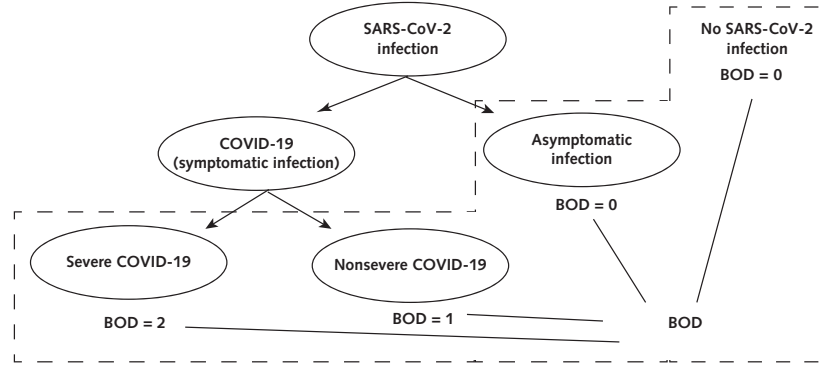 SARS-CoV-2
infection
No SARS-CoV-2
infection
BOD = 0
COVID-19
(symptomatic infection)
Asymptomatic
infection
BOD = 0
Severe COVID-19
Nonsevere COVID-19
BOD = 2
BOD = 1
BOD